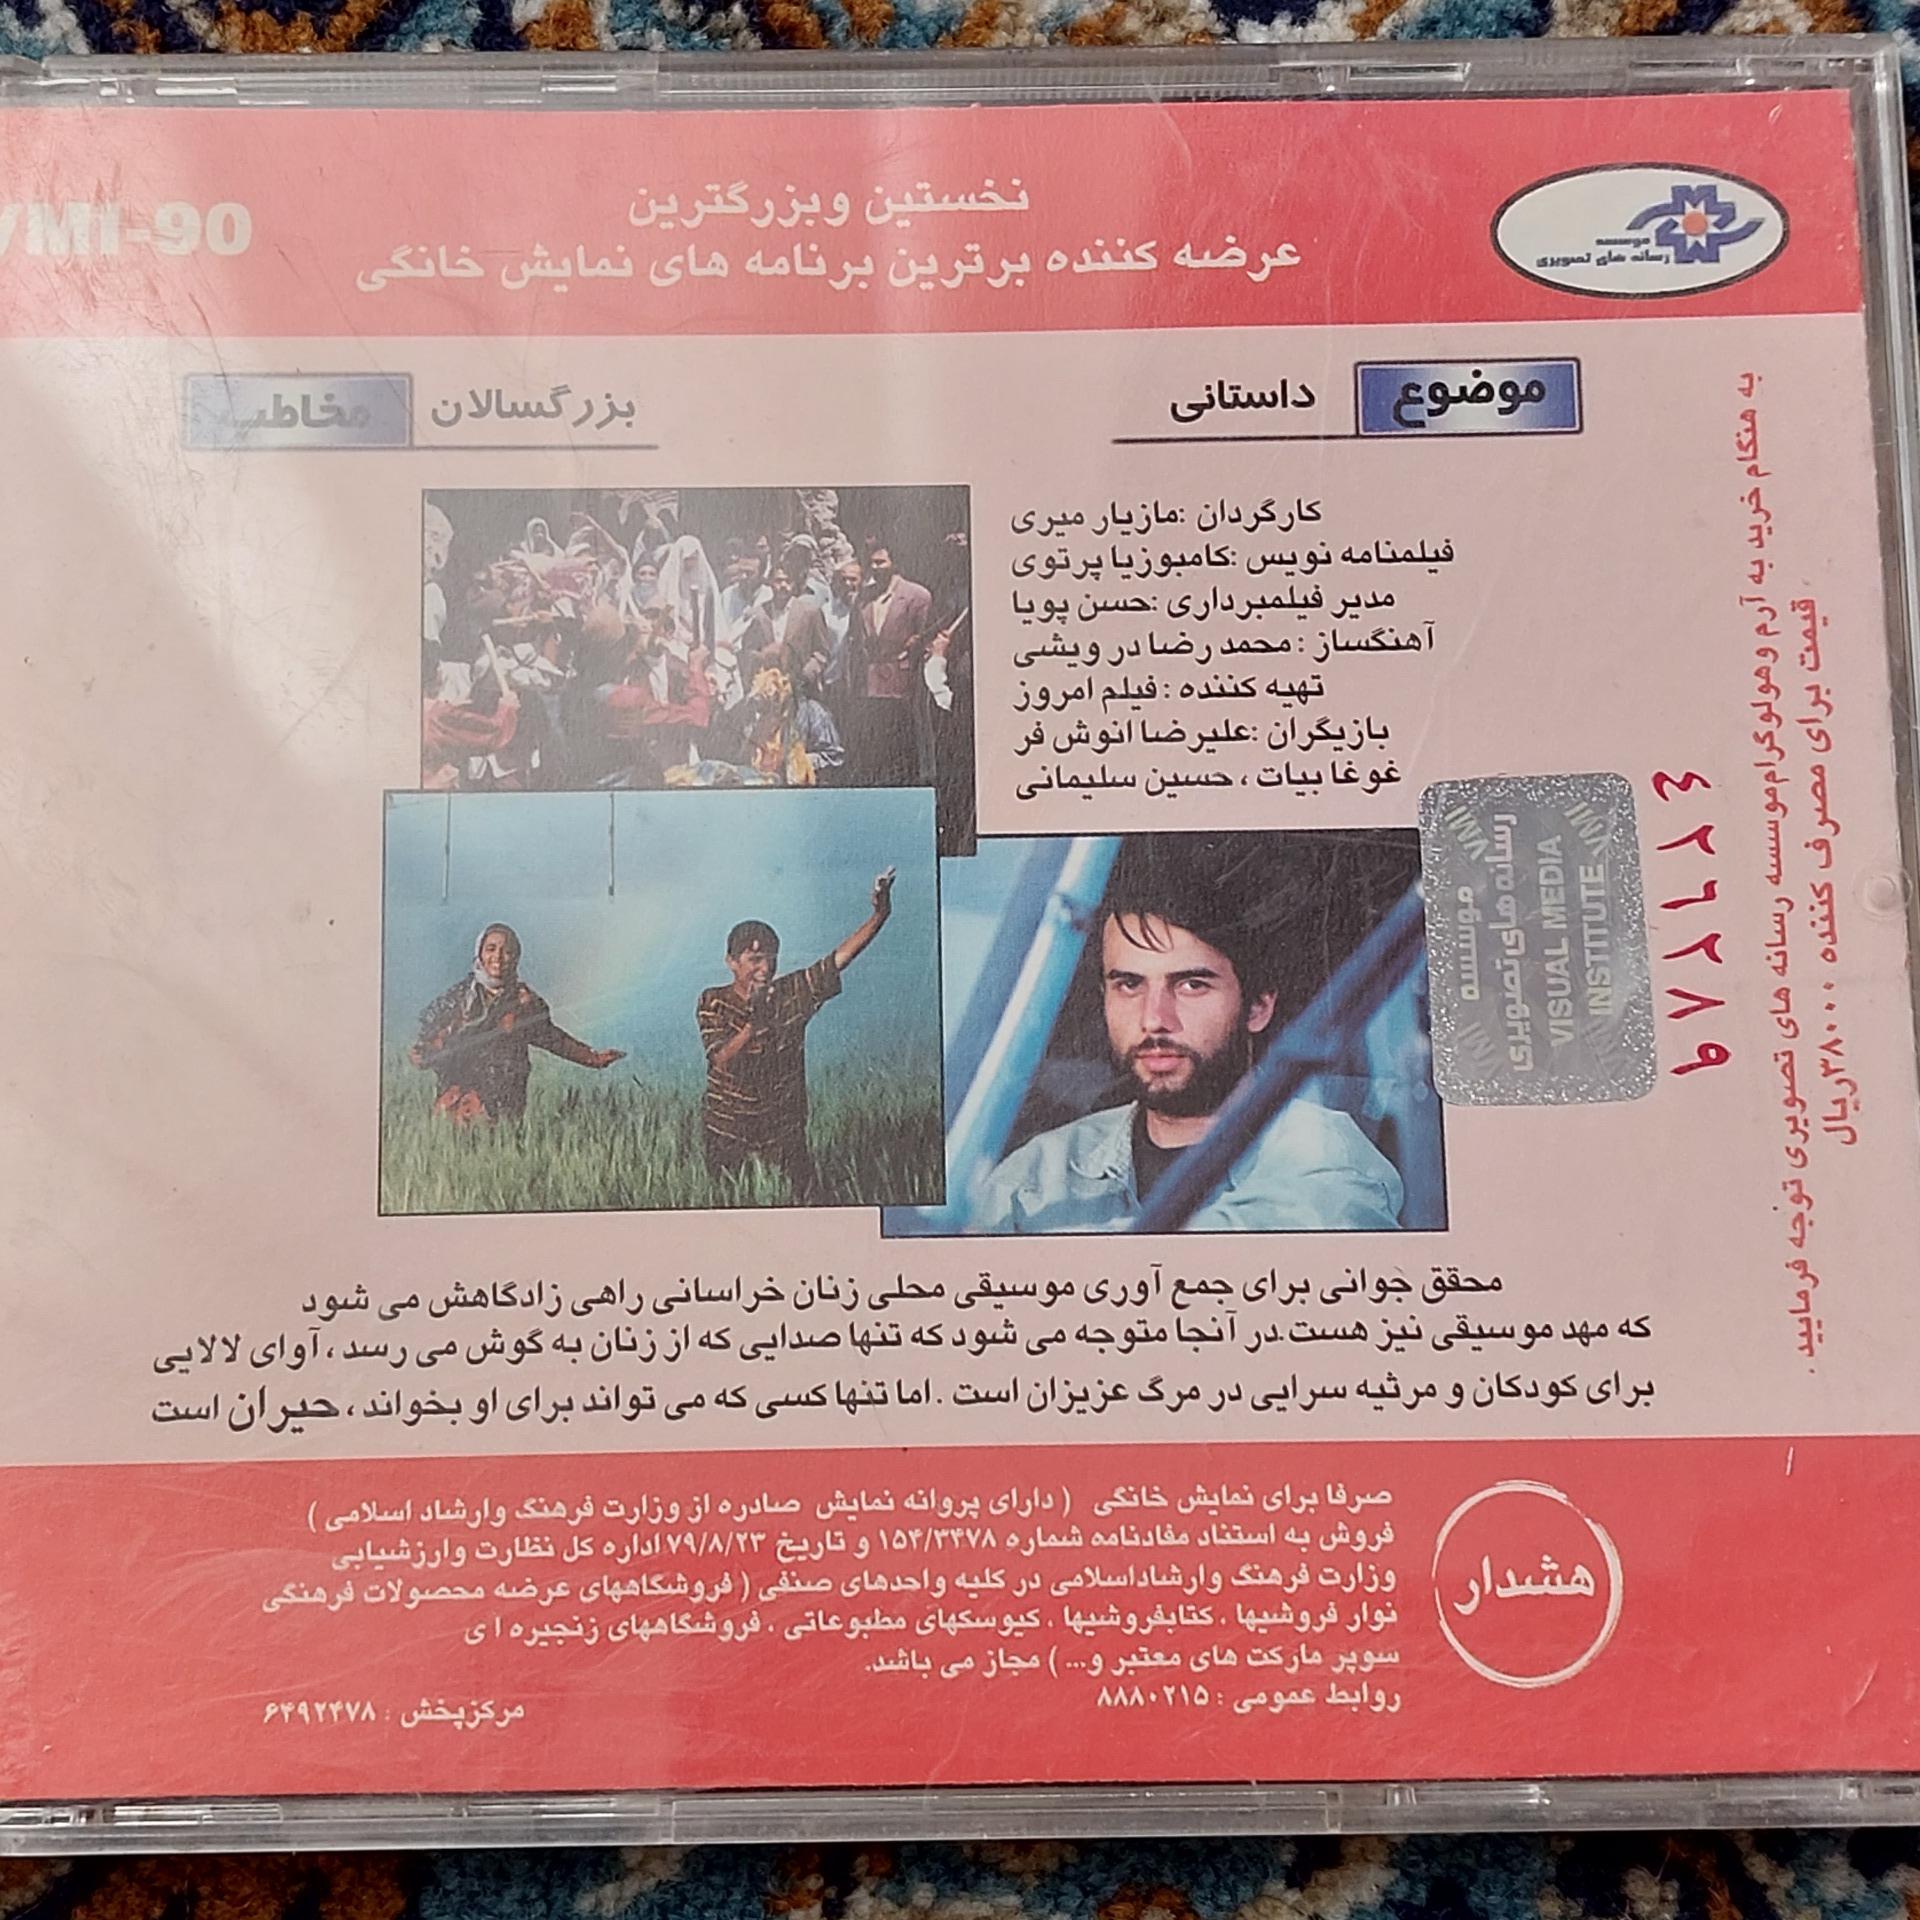 نخستین و بزرگترین
عرضه کننده برترین برنامه های نمایش خانگی
VMI-90
موسسه
رسانه های تصویری
موضوع داستانی
مخاطب بزرگسالان
کارگردان :مازیار میری
فیلمنامه نویس :کامبوزیا پرتوی
مدیر فیلمبرداری :حسن پویا
آهنگساز : محمد رضا درویشی
تهیه کننده : فیلم امروز
بازیگران :علیرضا انوش فر
غوغا بیات ، حسین سلیمانی
موسسه
رسانه های تصویری
VISUAL MEDIA
INSTITUTE
VMI
VMI
۴۲۶۲۸۹
به هنگام خرید به آرم و هولوگرام موسسه رسانه های تصویری توجه فرمایید .
قیمت برای مصرف کننده ۳۸۰۰۰ریال
محقق جوانی برای جمع آوری موسیقی محلی زنان خراسانی راهی زادگاهش می شود
که مهد موسیقی نیز هست.در آنجا متوجه می شود که تنها صدایی که از زنان به گوش می رسد ، آوای لالایی
برای کودکان و مرثیه سرایی در مرگ عزیزان است . اما تنها کسی که می تواند برای او بخواند ، حیران است
هشدار
صرفا برای نمایش خانگی ( دارای پروانه نمایش صادره از وزارت فرهنگ وارشاد اسلامی )
فروش به استناد مفادنامه شماره ۱۵۴/۳۴۷۸ و تاریخ ۷۹/۸/۲۳ اداره کل نظارت وارزشیابی
وزارت فرهنگ وارشاداسلامی در کلیه واحدهای صنفی ( فروشگاههای عرضه محصولات فرهنگی
نوار فروشیها ، کتابفروشیها ، کیوسکهای مطبوعاتی ، فروشگاههای زنجیره ا ی
سوپر مارکت های معتبر و... ) مجاز می باشد.
روابط عمومی : ۸۸۸۰۲۱۵
مرکزپخش : ۶۴۹۲۴۷۸